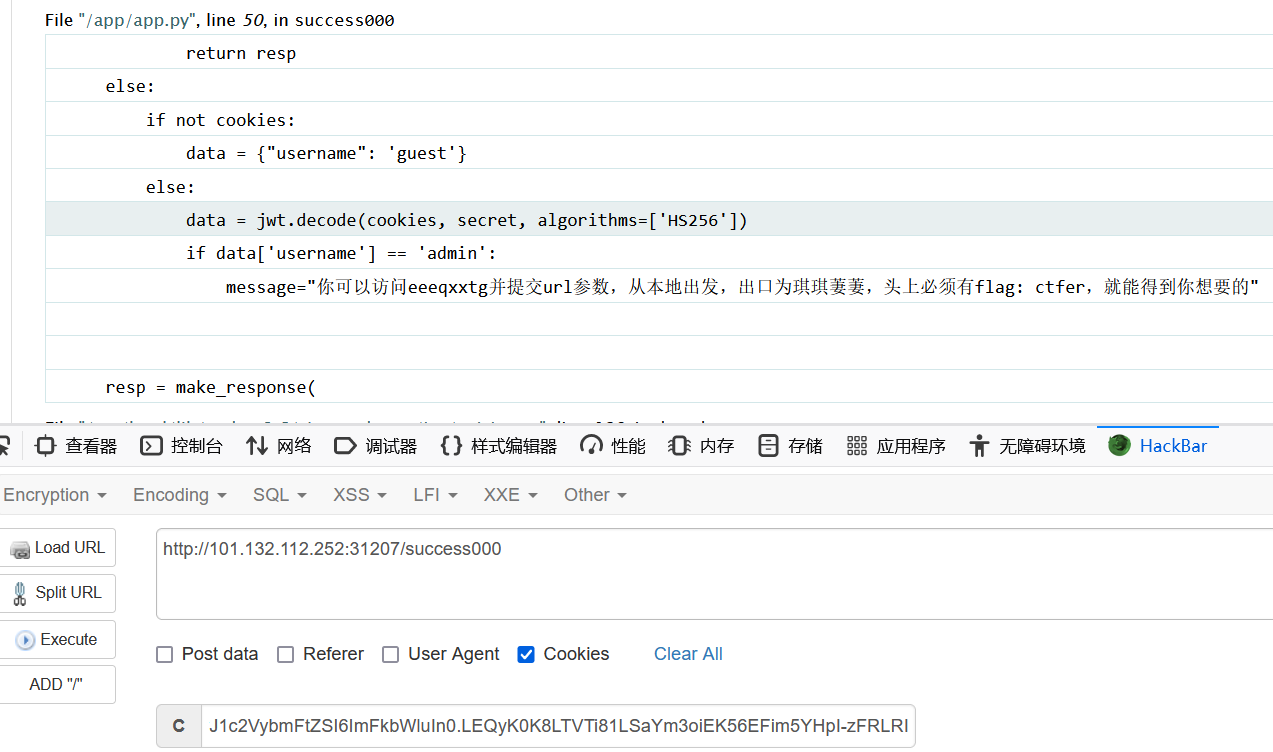 File "/app/app.py", line 50, in success000
return resp
else:
if not cookies:
data = {"username": 'guest'}
else:
data = jwt.decode(cookies, secret, algorithms=['HS256'])
if data['username'] == 'admin':
message="你可以访问eeeqxxtg并提交url参数，从本地出发，出口为琪琪萋萋，头上必须有flag: ctfer，就能得到你想要的"
resp = make_response(
查看器 控制台 网络 调试器 样式编辑器 性能 内存 存储 应用程序 无障碍环境 HackBar
Encryption Encoding SQL XSS LFI XXE Other
Load URL
http://101.132.112.252:31207/success000
Split URL
Execute
Post data Referer User Agent Cookies Clear All
ADD "/"
C J1c2VybmFtZSI6ImFkbWluIn0.LEQyK0K8LTVTi81LSaYm3oiEK56EFim5YHpI-zFRLRI